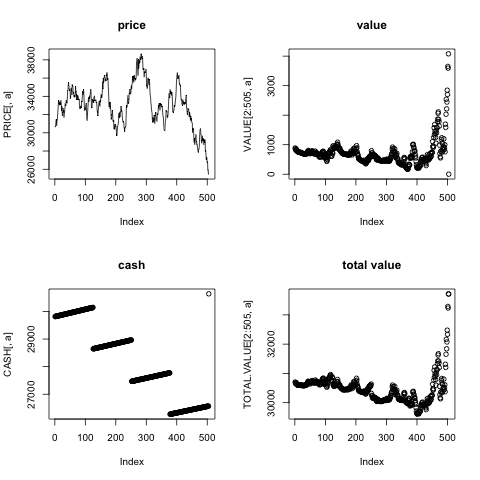 price
PRICE[, a]
26000 30000 34000 38000
0 100 200 300 400 500
Index
value
VALUE[2:505, a]
0 1000 3000
0 100 200 300 400 500
Index
cash
CASH[, a]
27000 29000
0 100 200 300 400 500
Index
total value
TOTAL.VALUE[2:505, a]
30000 32000
0 100 200 300 400 500
Index